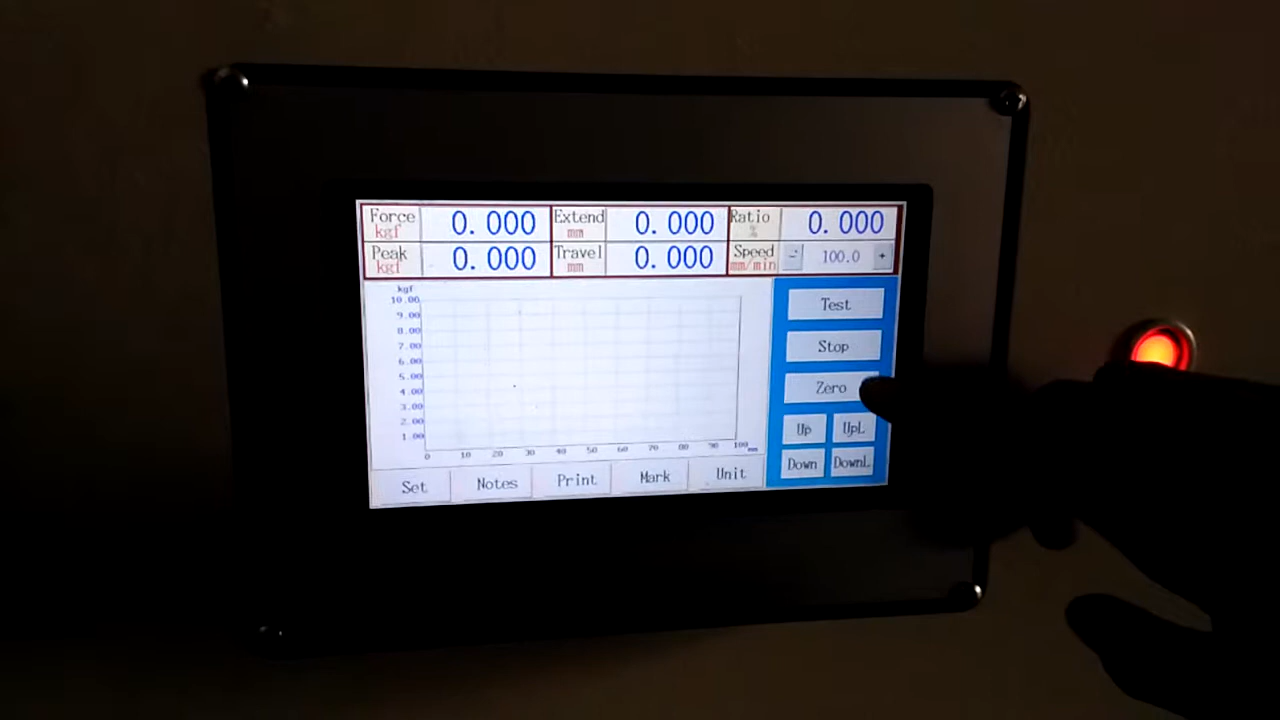 Force kgf 0.000 Extend mm 0.000 Ratio % 0.000
Peak kgf 0.000 Travel mm 0.000 Speed mm/min - 100.0 +
kgf
10.00
9.00
8.00
7.00
6.00
5.00
4.00
3.00
2.00
1.00
0 10 20 30 40 50 60 70 80 90 100 mm
Test
Stop
Zero
Up UpL
Down DownL
Set Notes Print Mark Unit